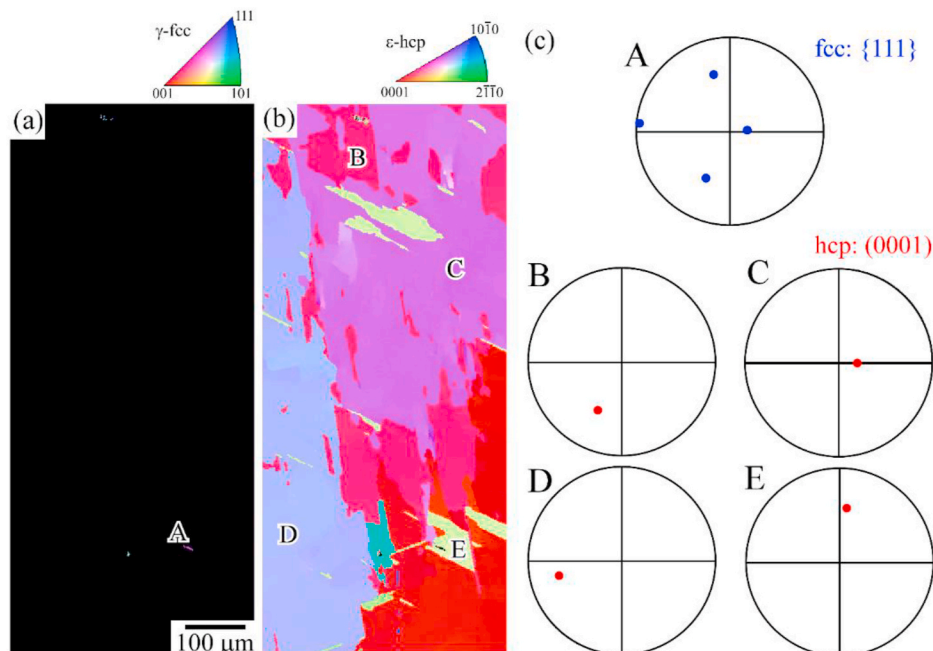 γ-fcc
111
001
101
ε-hcp
101̄0
0001
21̄1̄0
(a)
(b)
(c)
A
100 μm
B
C
D
E
A
fcc: {111}
hcp: (0001)
B
C
D
E